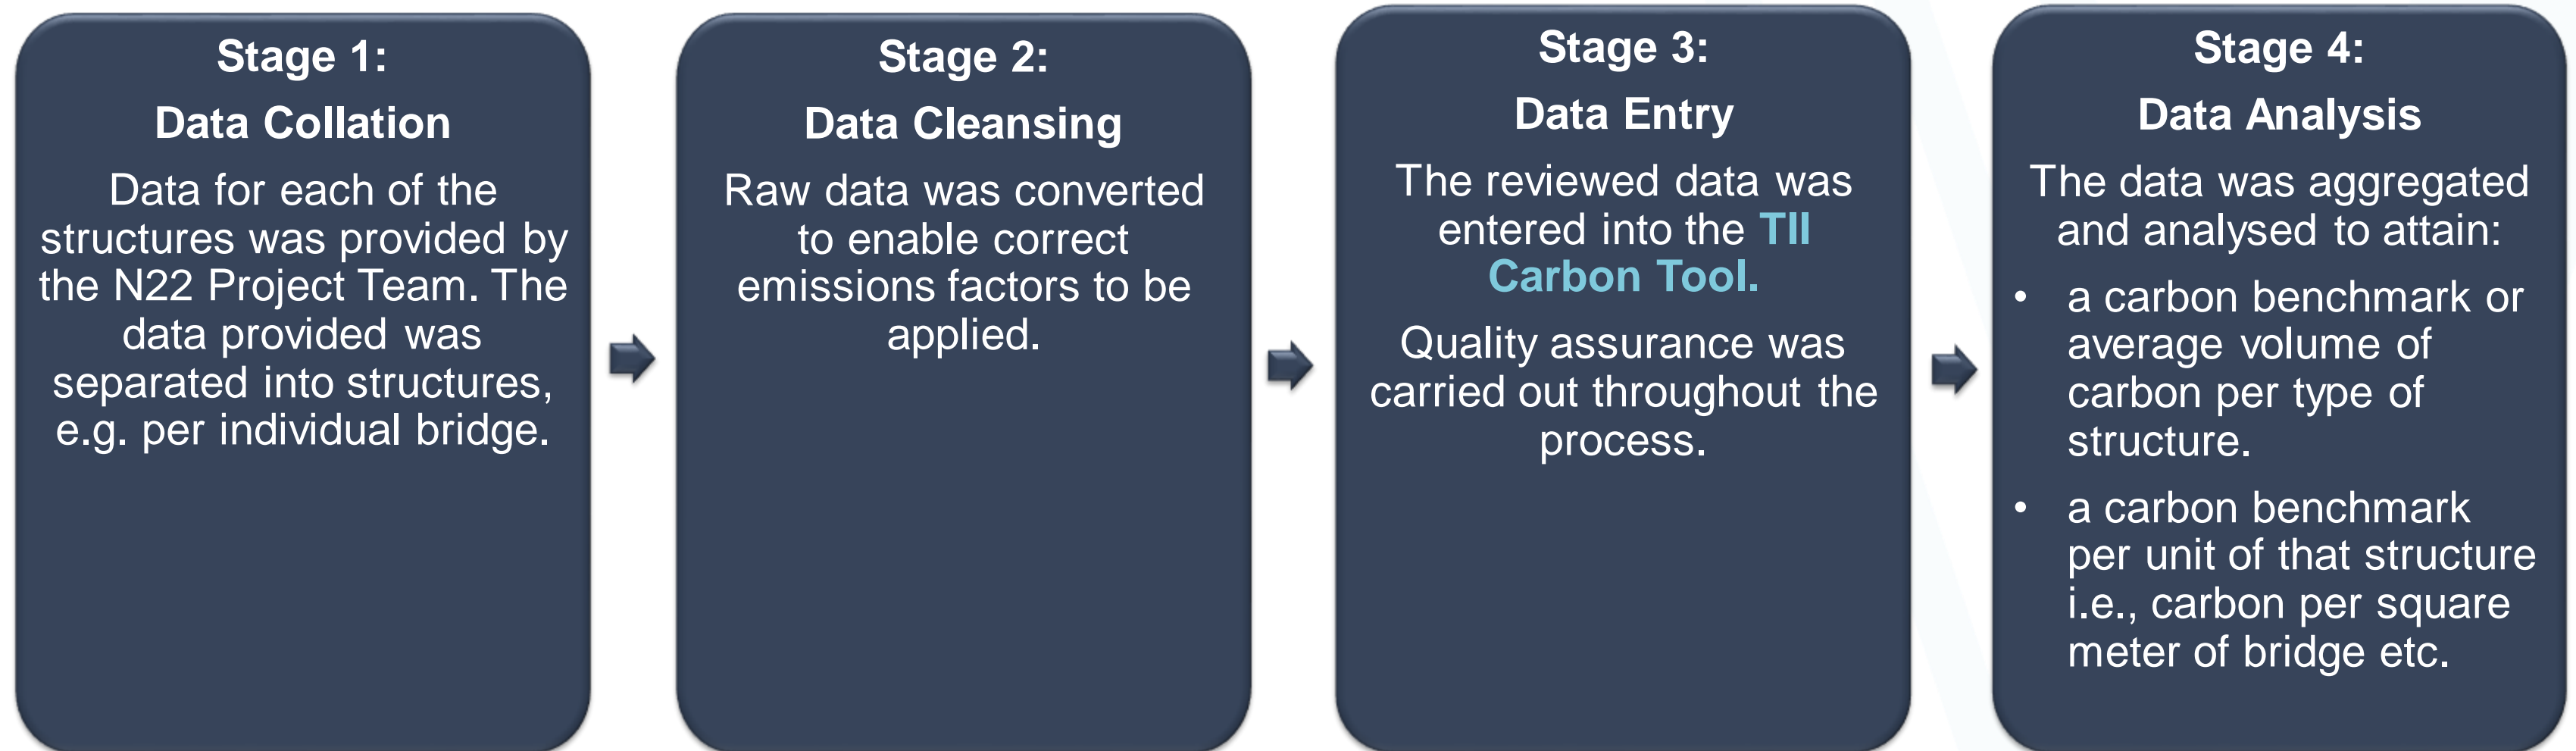 Stage 1:
Data Collation
Data for each of the
structures was provided by
the N22 Project Team. The
data provided was
separated into structures,
e.g. per individual bridge.
Stage 2:
Data Cleansing
Raw data was converted
to enable correct
emissions factors to be
applied.
Stage 3:
Data Entry
The reviewed data was
entered into the TII
Carbon Tool.
Quality assurance was
carried out throughout the
process.
Stage 4:
Data Analysis
The data was aggregated
and analysed to attain:
• a carbon benchmark or
average volume of
carbon per type of
structure.
• a carbon benchmark
per unit of that structure
i.e., carbon per square
meter of bridge etc.